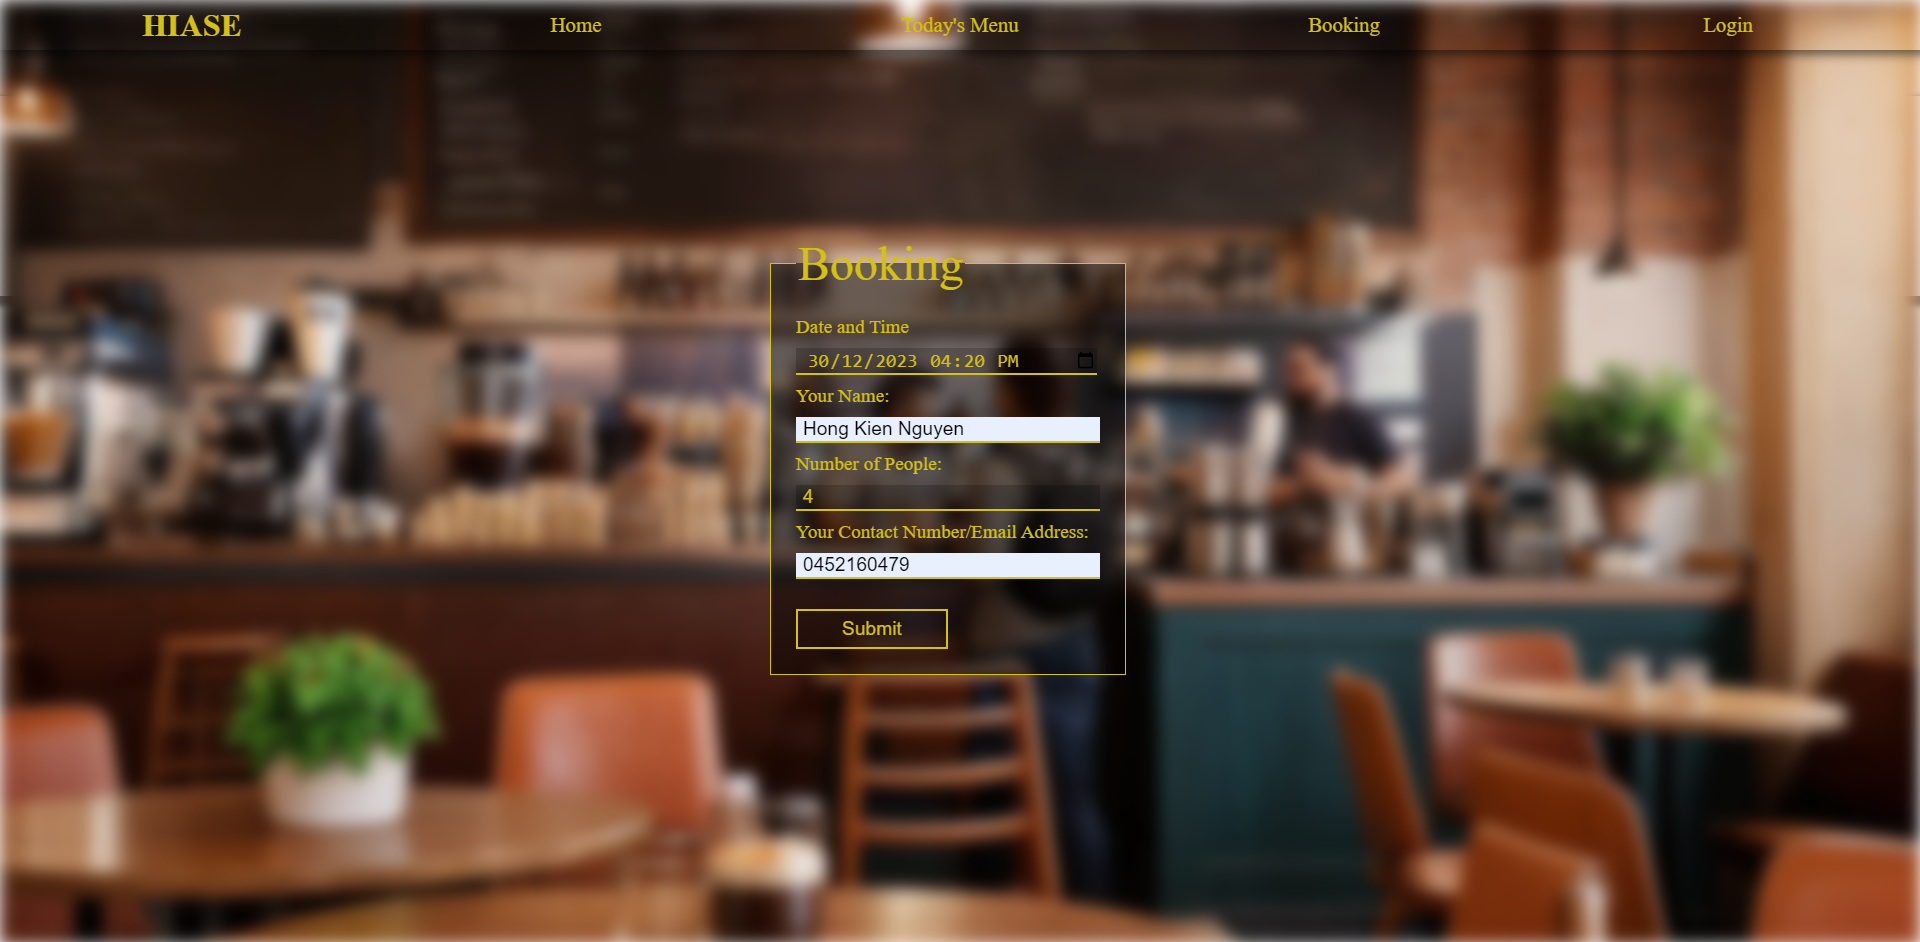 HIASE Home Today's Menu Booking Login
Booking
Date and Time
30/12/2023 04:20 PM
Your Name:
Hong Kien Nguyen
Number of People:
4
Your Contact Number/Email Address:
0452160479
Submit